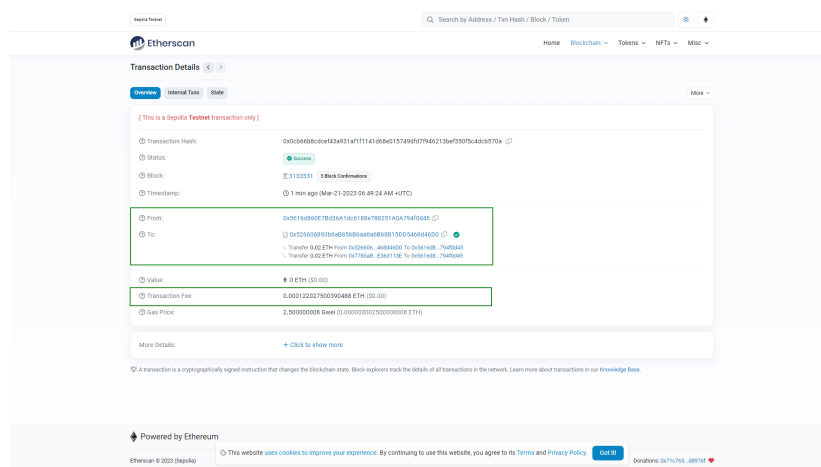 Sepolia Testnet
Search by Address / Txn Hash / Block / Token
Etherscan
Home Blockchain Tokens NFTs Misc
Transaction Details < >
Overview Internal Txns State More
[ This is a Sepolia Testnet transaction only ]
Transaction Hash: 0x0cb66b8cdcef43a931af1f1141d68e015749dfd7f946213bef350f5c4dcb570a
Status: Success
Block: 3133531 5 Block Confirmations
Timestamp: 1 min ago (Mar-21-2023 06:49:24 AM +UTC)
From: 0x5616d860E7Bd36A1dc6188e788251A0A794f0d45
To: 0x526606893b6aB856B6aa6a6B68B15DD5468d46D0
Transfer 0.02 ETH From 0x526606...468d46D0 To 0x5616d8...794f0d45
Transfer 0.02 ETH From 0x7785aB...E36d113E To 0x5616d8...794f0d45
Value: 0 ETH ($0.00)
Transaction Fee: 0.000122027500390488 ETH ($0.00)
Gas Price: 2.500000008 Gwei (0.000000002500000008 ETH)
More Details: + Click to show more
A transaction is a cryptographically signed instruction that changes the blockchain state. Block explorers track the details of all transactions in the network. Learn more about transactions in our Knowledge Base.
Powered by Ethereum
This website uses cookies to improve your experience. By continuing to use this website, you agree to its Terms and Privacy Policy. Got it!
Etherscan © 2023 (Sepolia) Donations: 0x71c765...d8976f ❤